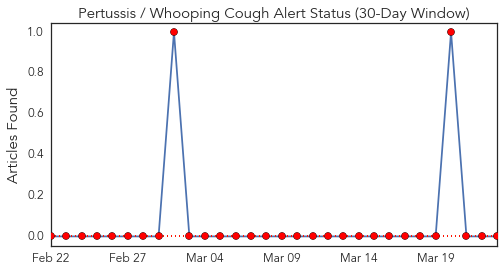 Pertussis / Whooping Cough Alert Status (30-Day Window)
1.0
0.8
0.6
0.4
0.2
0.0
Articles Found
Feb 22 Feb 27 Mar 04 Mar 09 Mar 14 Mar 19